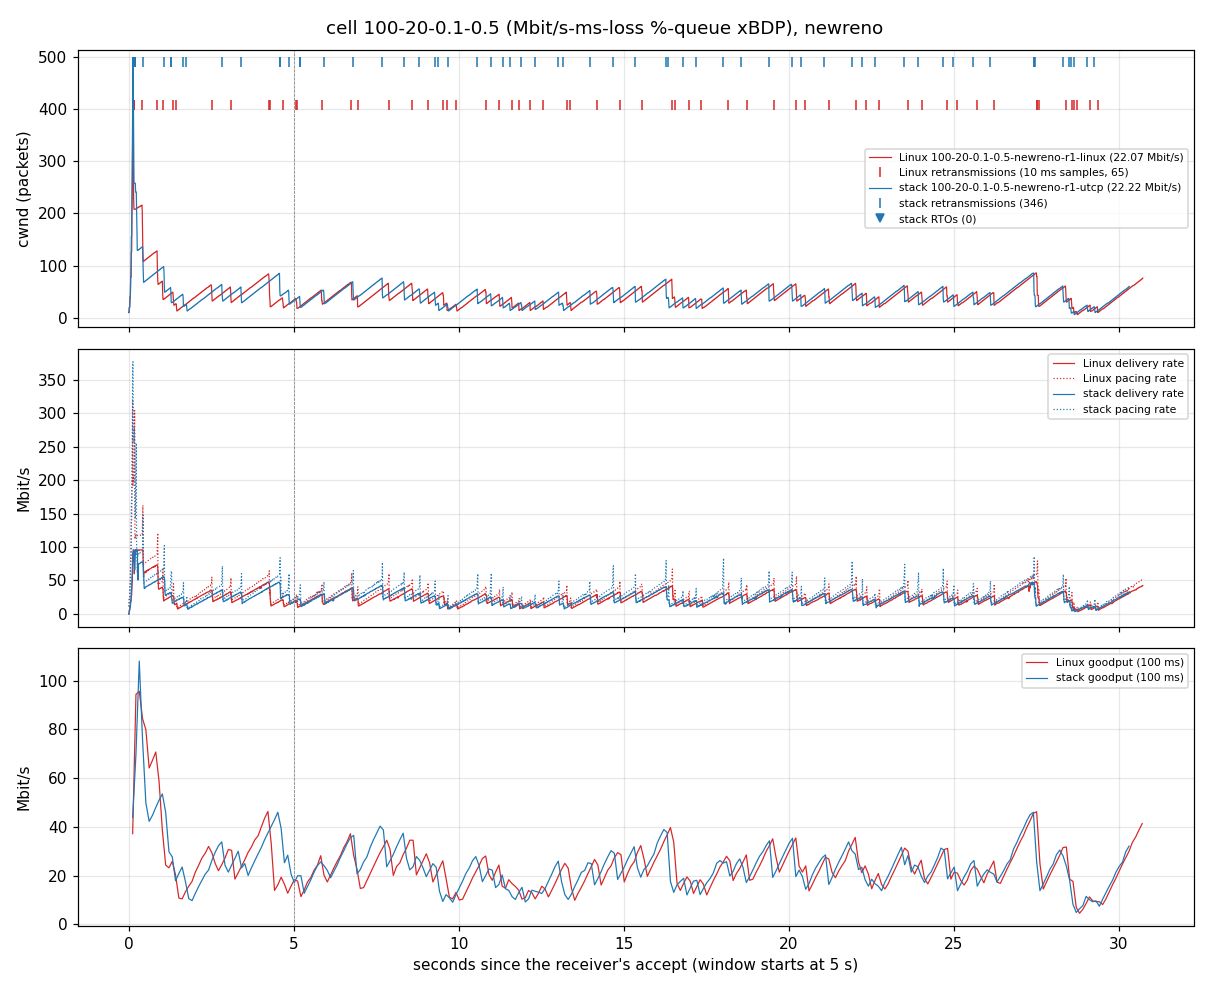 cell 100-20-0.1-0.5 (Mbit/s-ms-loss %-queue xBDP), newreno
500
400
300
200
100
0
cwnd (packets)
Linux 100-20-0.1-0.5-newreno-r1-linux (22.07 Mbit/s)
Linux retransmissions (10 ms samples, 65)
stack 100-20-0.1-0.5-newreno-r1-utcp (22.22 Mbit/s)
stack retransmissions (346)
stack RTOs (0)
350
300
250
200
150
100
50
0
Mbit/s
Linux delivery rate
Linux pacing rate
stack delivery rate
stack pacing rate
100
80
60
40
20
0
Mbit/s
Linux goodput (100 ms)
stack goodput (100 ms)
0 5 10 15 20 25 30
seconds since the receiver's accept (window starts at 5 s)